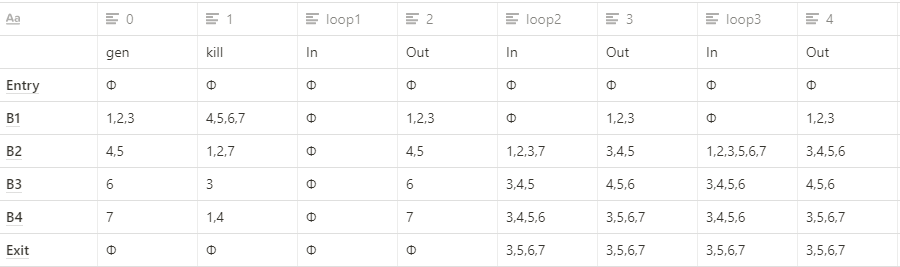 Aa 0 1 loop1 2 loop2 3 loop3 4
gen kill In Out In Out In Out
Entry Φ Φ Φ Φ Φ Φ Φ Φ
B1 1,2,3 4,5,6,7 Φ 1,2,3 Φ 1,2,3 Φ 1,2,3
B2 4,5 1,2,7 Φ 4,5 1,2,3,7 3,4,5 1,2,3,5,6,7 3,4,5,6
B3 6 3 Φ 6 3,4,5 4,5,6 3,4,5,6 4,5,6
B4 7 1,4 Φ 7 3,4,5,6 3,5,6,7 3,4,5,6 3,5,6,7
Exit Φ Φ Φ Φ 3,5,6,7 3,5,6,7 3,5,6,7 3,5,6,7